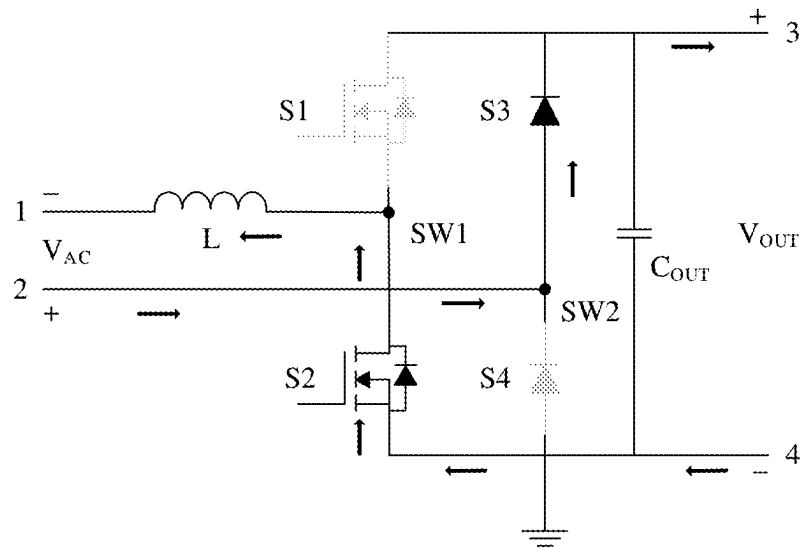 + 3
S1 S3
−
1
L SW1
V_AC V_OUT
C_OUT
2
+ SW2
S2 S4
4
−